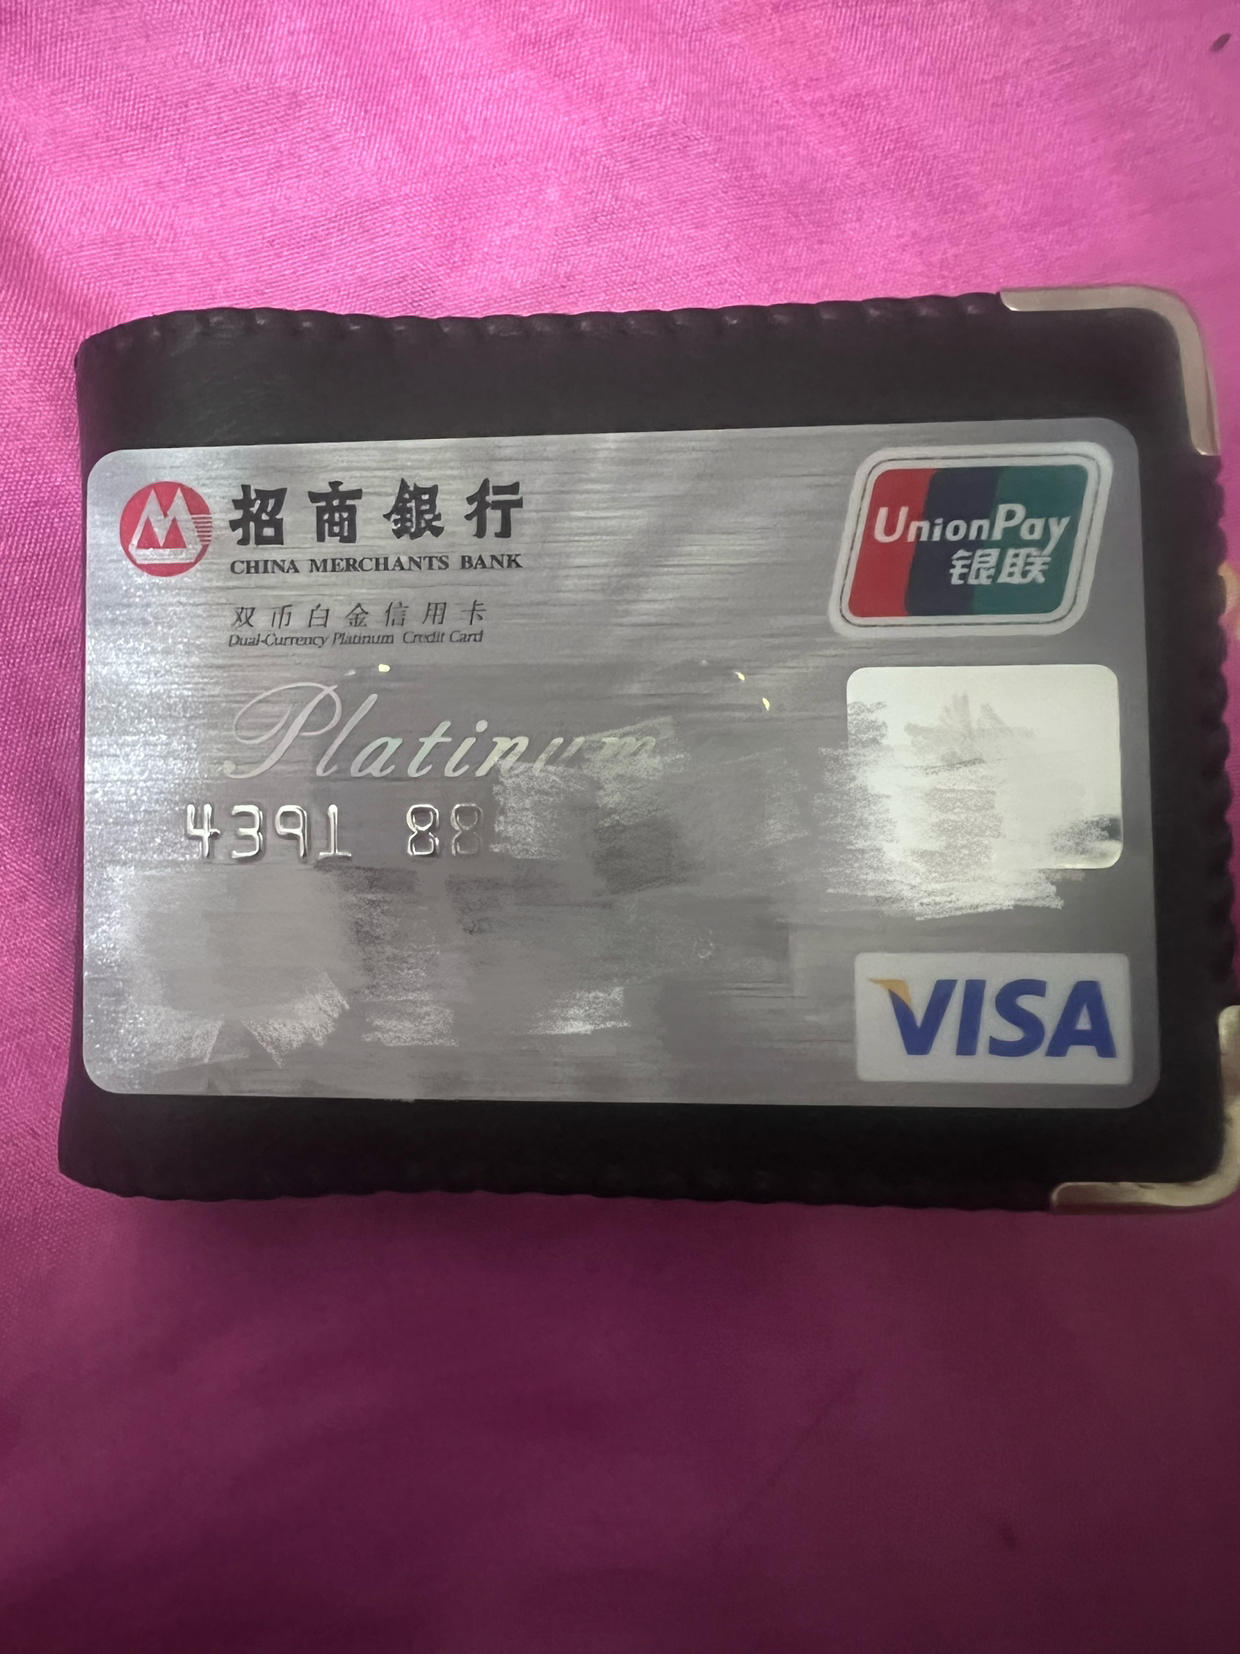 招商銀行
CHINA MERCHANTS BANK
双币白金信用卡
Dual-Currency Platinum Credit Card
UnionPay
银联
Platinum
4391 88
VISA